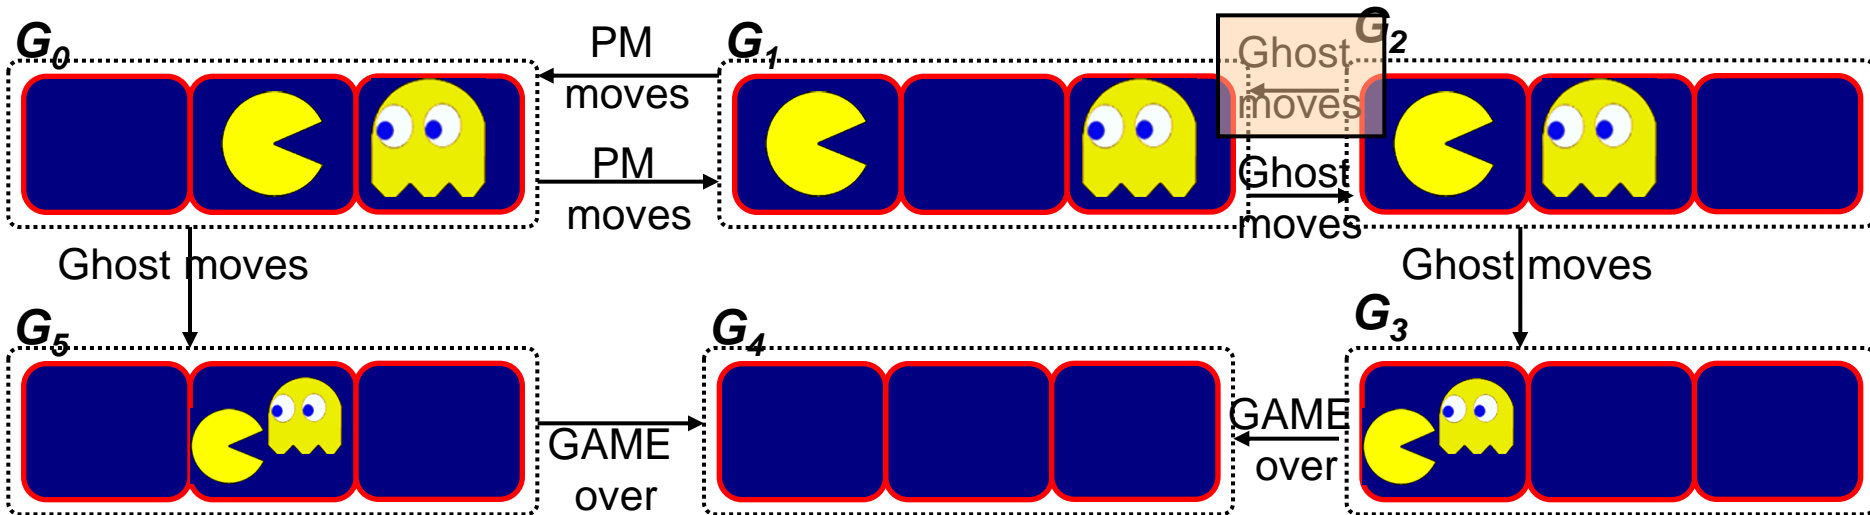 G0
PM
moves
PM
moves
G1
Ghost
moves
Ghost
moves
G2
Ghost moves
Ghost moves
G5
GAME
over
G4
GAME
over
G3